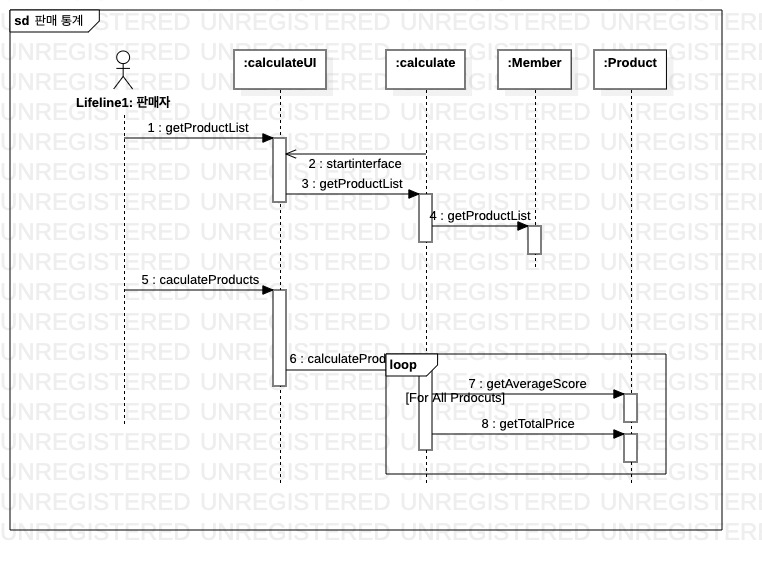 sd 판매 통계
:calculateUI
:calculate
:Member
:Product
Lifeline1: 판매자
1 : getProductList
2 : startinterface
3 : getProductList
4 : getProductList
5 : caculateProducts
6 : calculateProd
loop
7 : getAverageScore
[For All Prdocuts]
8 : getTotalPrice
UNREGISTERED